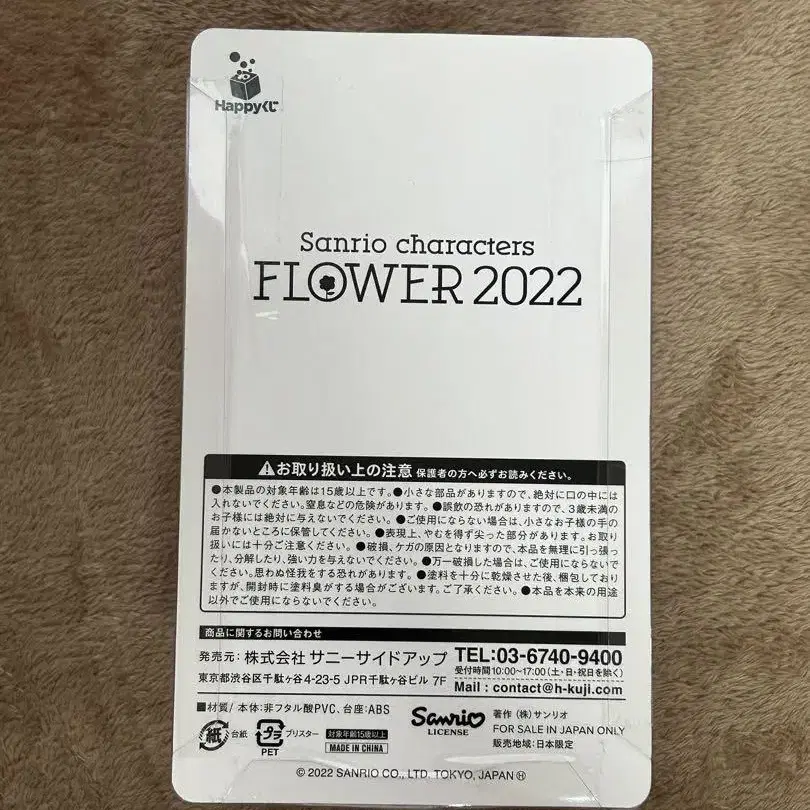 Happyくじ
Sanrio characters
FLOWER 2022
お取り扱い上の注意 保護者の方へ必ずお読みください。
●本製品の対象年齢は15歳以上です。●小さな部品がありますので、絶対に口の中には
入れないでください。窒息などの危険があります。●誤飲の恐れがありますので、3歳未満の
お子様には絶対に与えないでください。●ご使用にならない場合は、小さなお子様の手の
届かないところに保管してください。●表現上、やむを得ず尖った部分があります。お取り
扱いには十分ご注意ください。●破損、ケガの原因となりますので、本品を無理に引っ張っ
たり、分解したり、強い力を与えないでください。●万一破損した場合は、ご使用にならないで
ください。思わぬ怪我をする恐れがあります。●塗料を十分に乾燥させた後、梱包しており
ますが、開封時に塗料臭がする場合がございます。ご了承ください。●本品を本来の用途
以外でご使用にならないでください。
商品に関するお問い合わせ
発売元：株式会社 サニーサイドアップ
東京都渋谷区千駄ヶ谷4-23-5 JPR千駄ヶ谷ビル 7F
TEL:03-6740-9400
受付時間10:00~17:00(土・日・祝日を除く)
Mail : contact@h-kuji.com
■材質/ 本体:非フタル酸PVC、台座:ABS
紙 台紙
プラ ブリスター
PET
対象年齢15歳以上
MADE IN CHINA
Sanrio
LICENSE
著作 (株)サンリオ
FOR SALE IN JAPAN ONLY
販売地域:日本限定
© 2022 SANRIO CO., LTD. TOKYO, JAPAN Ⓗ